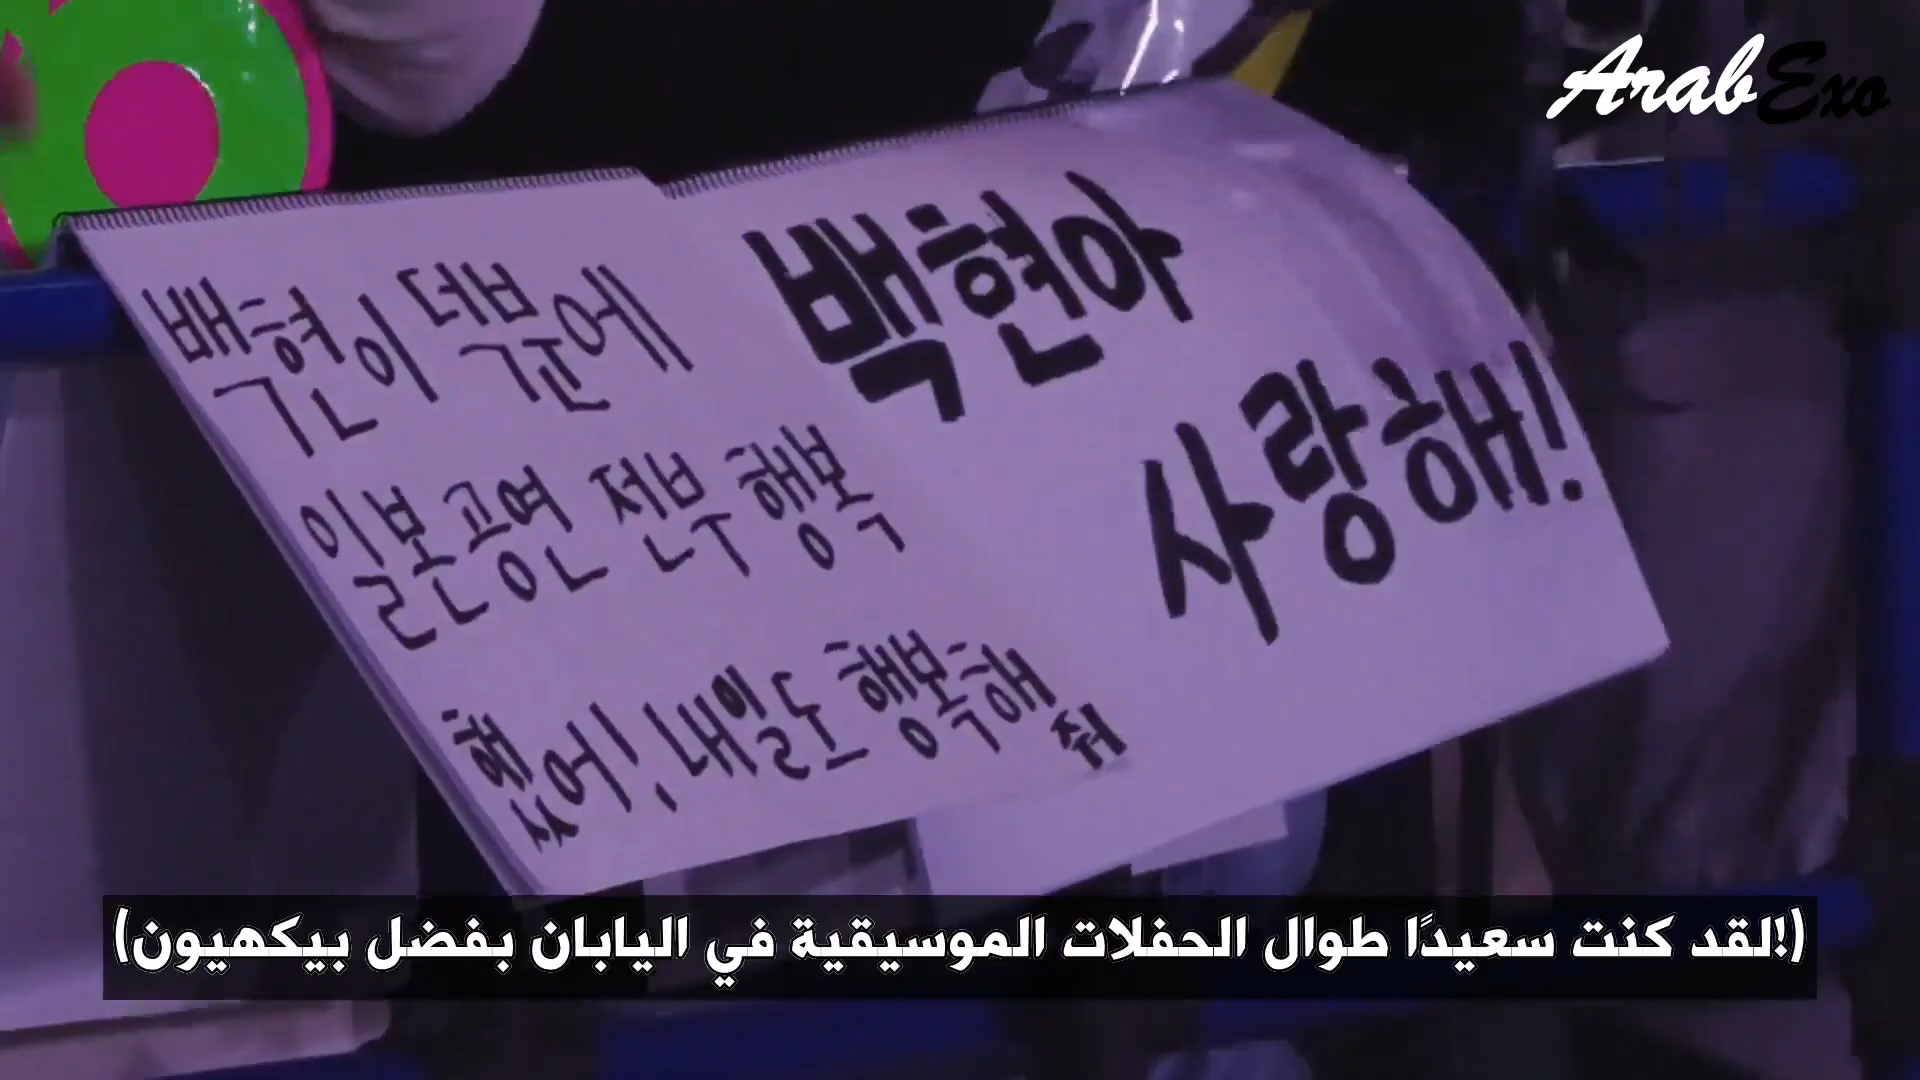 ArabExo
백현이 덕분에
일본 공연 전부 행복
했어!, 내일도 행복해
줘
백현아
사랑해!
(!لقد كنت سعيدًا طوال الحفلات الموسيقية في اليابان بفضل بيكهيون)